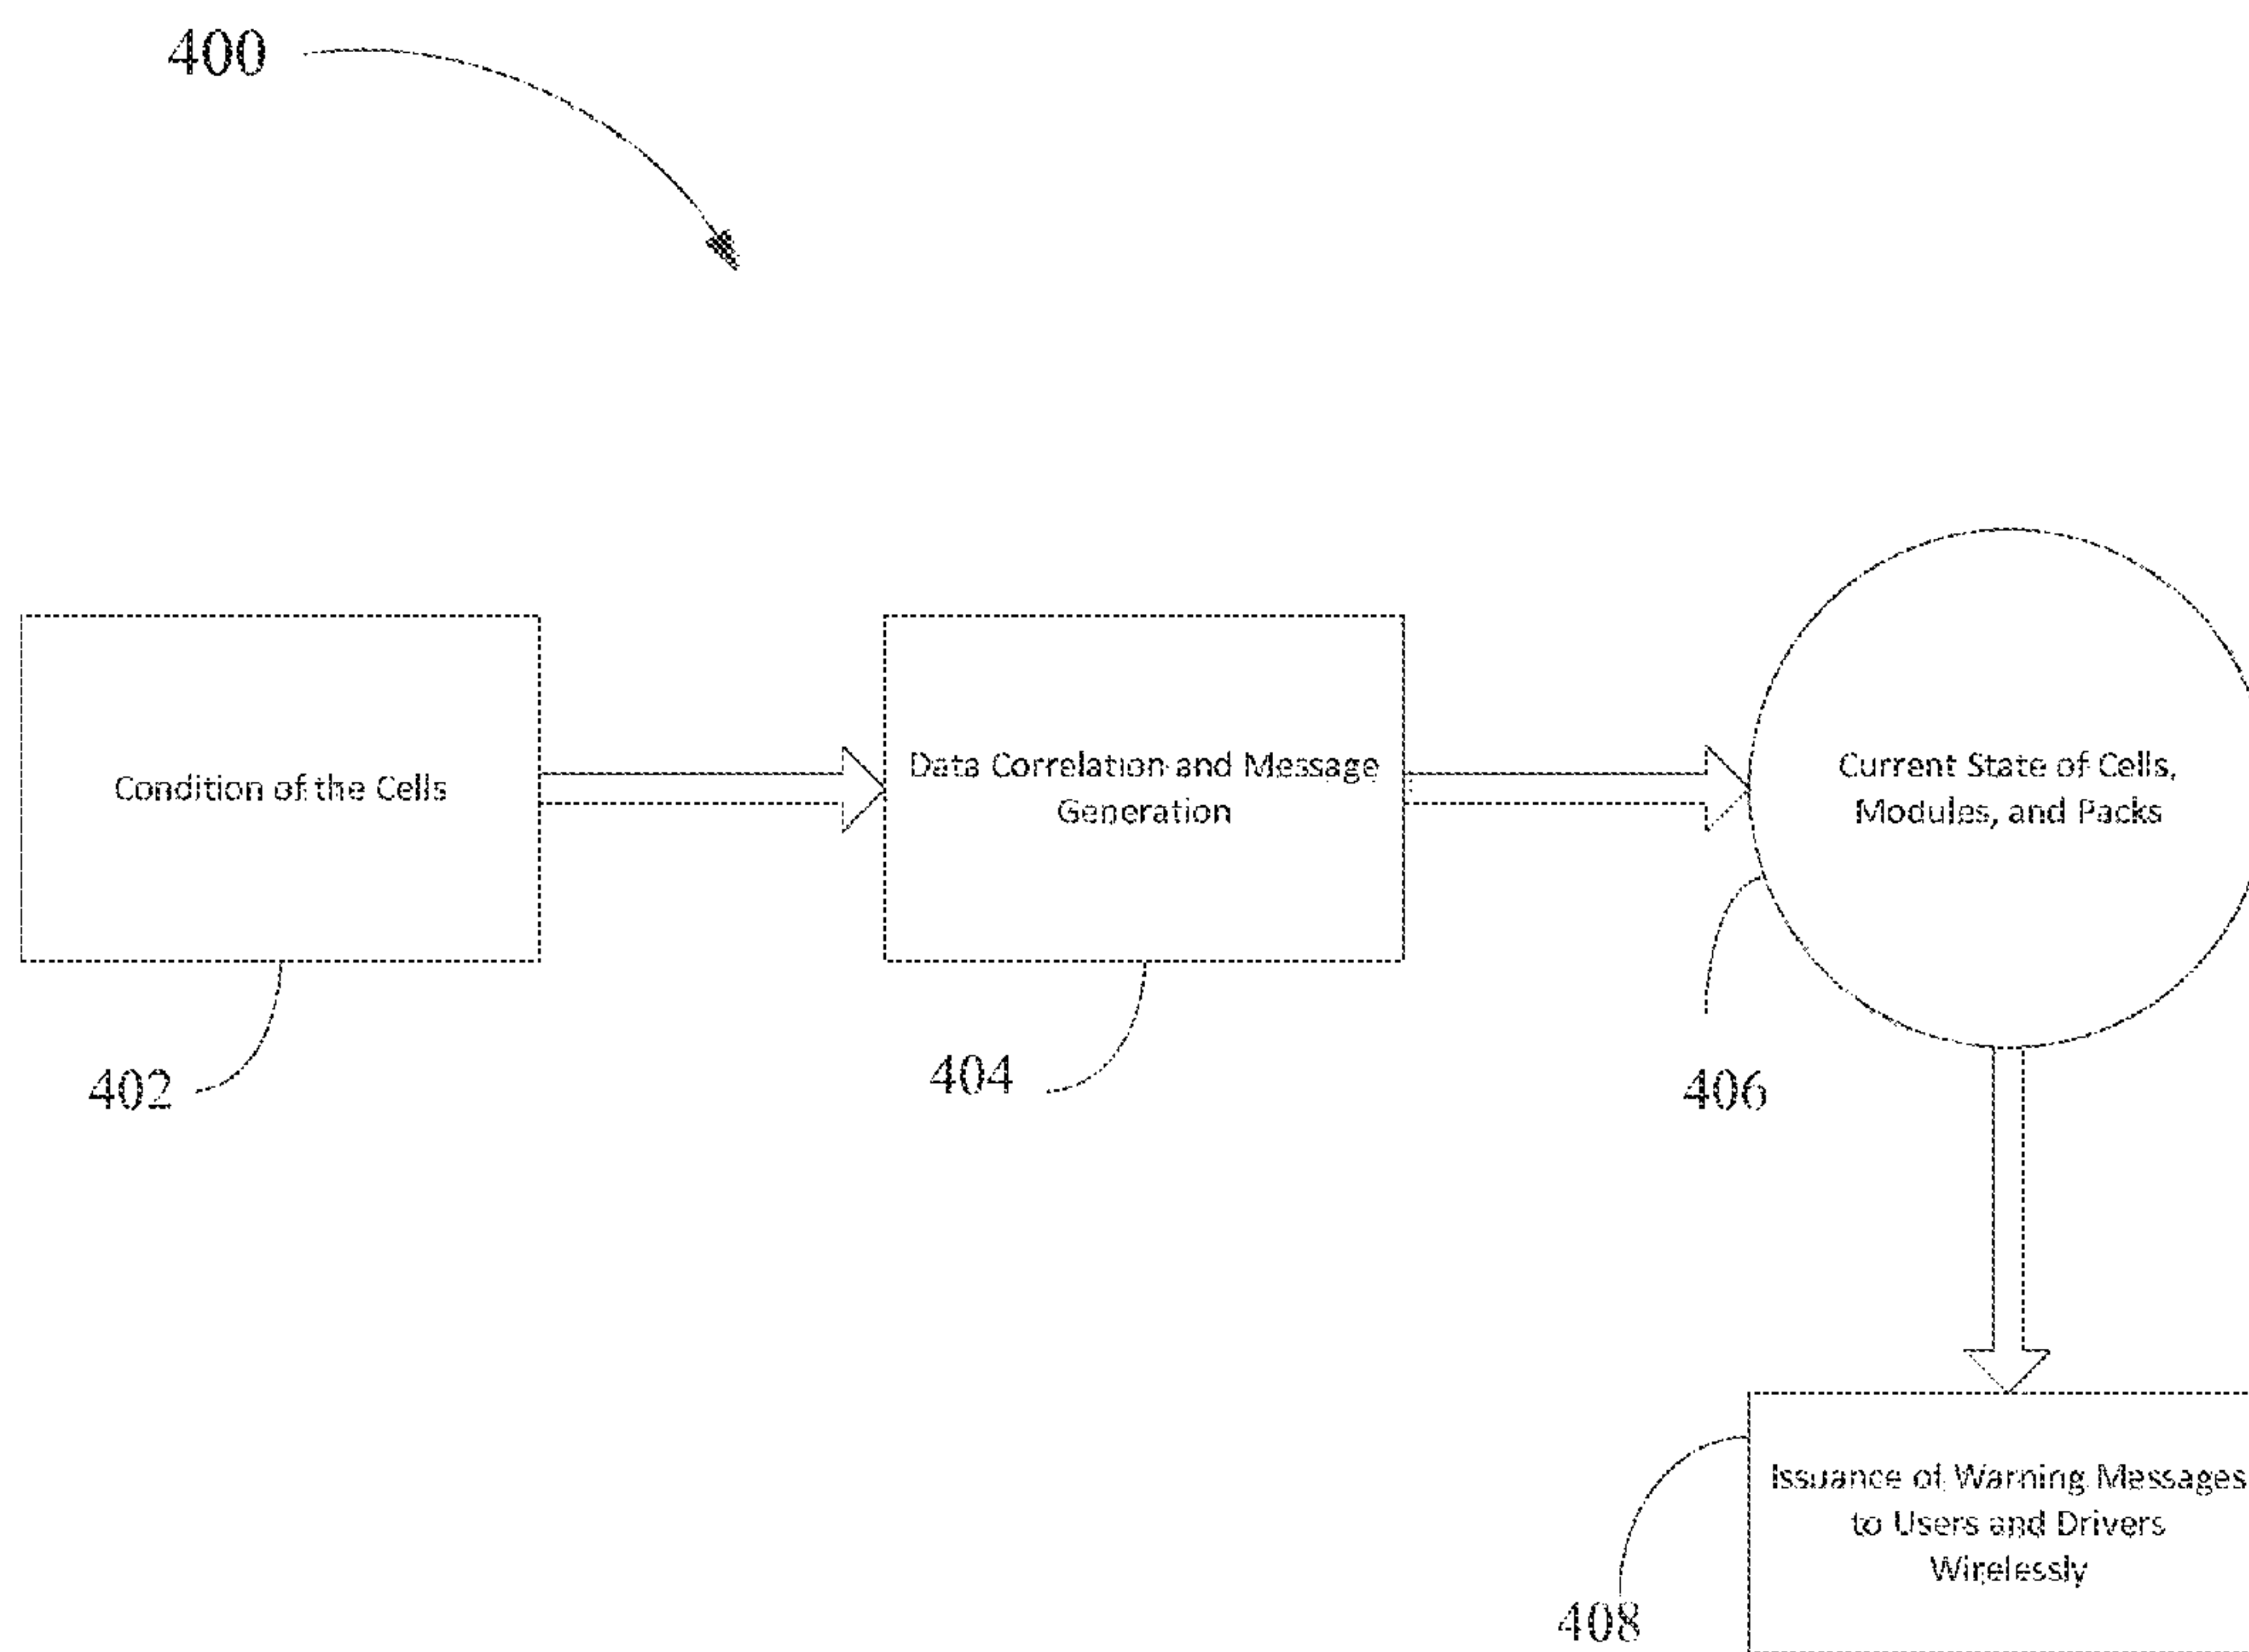 400
Condition of the Cells
Data Correlation and Message
Generation
Current State of Cells,
Modules, and Packs
402
404
406
Issuance of Warning Messages
to Users and Drivers
Wirelessly
408